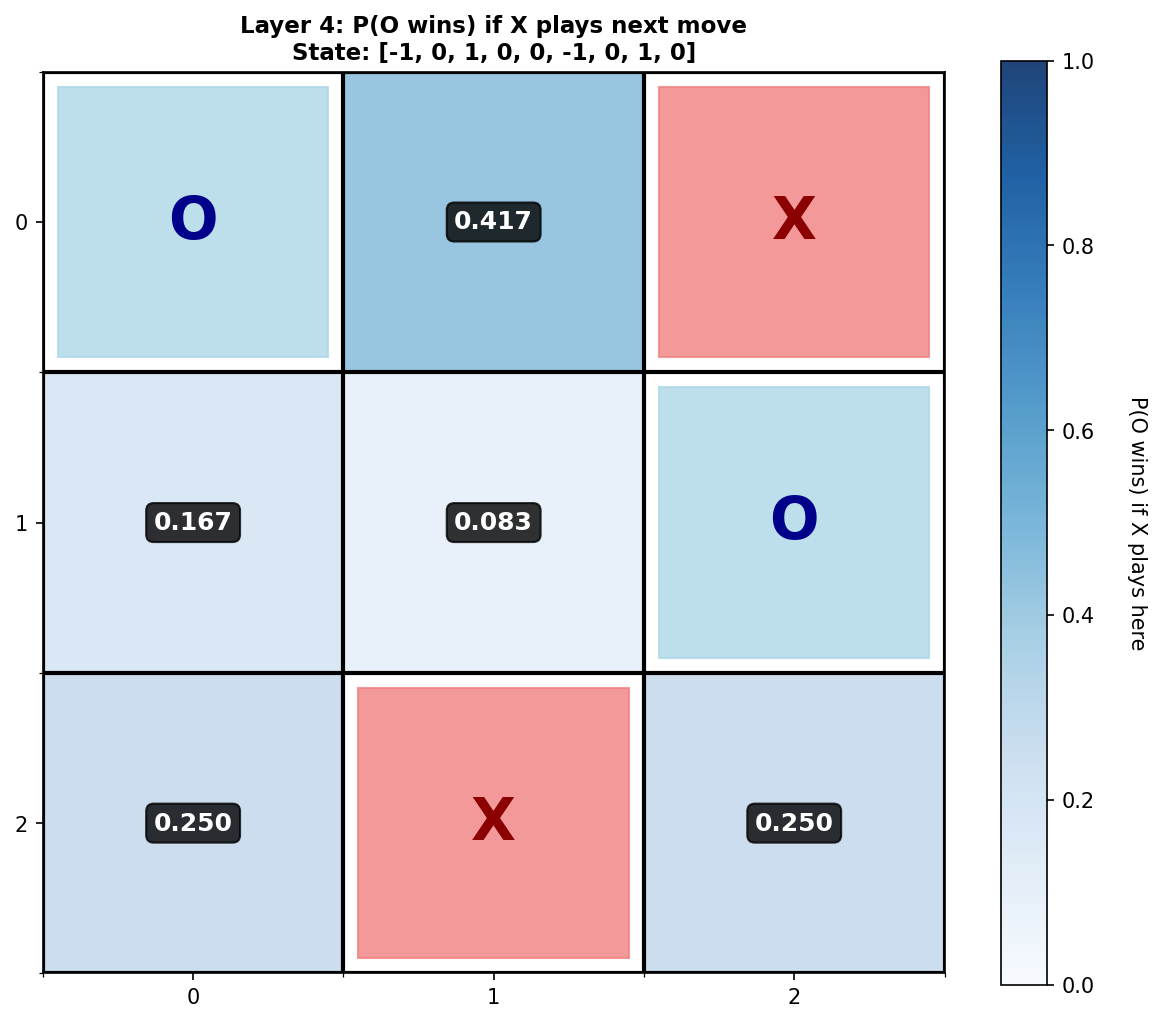 Layer 4: P(O wins) if X plays next move
State: [-1, 0, 1, 0, 0, -1, 0, 1, 0]
O
0.417
X
0.167
0.083
O
0.250
X
0.250
0
1
2
0
1
2
1.0
0.8
0.6
0.4
0.2
0.0
P(O wins) if X plays here